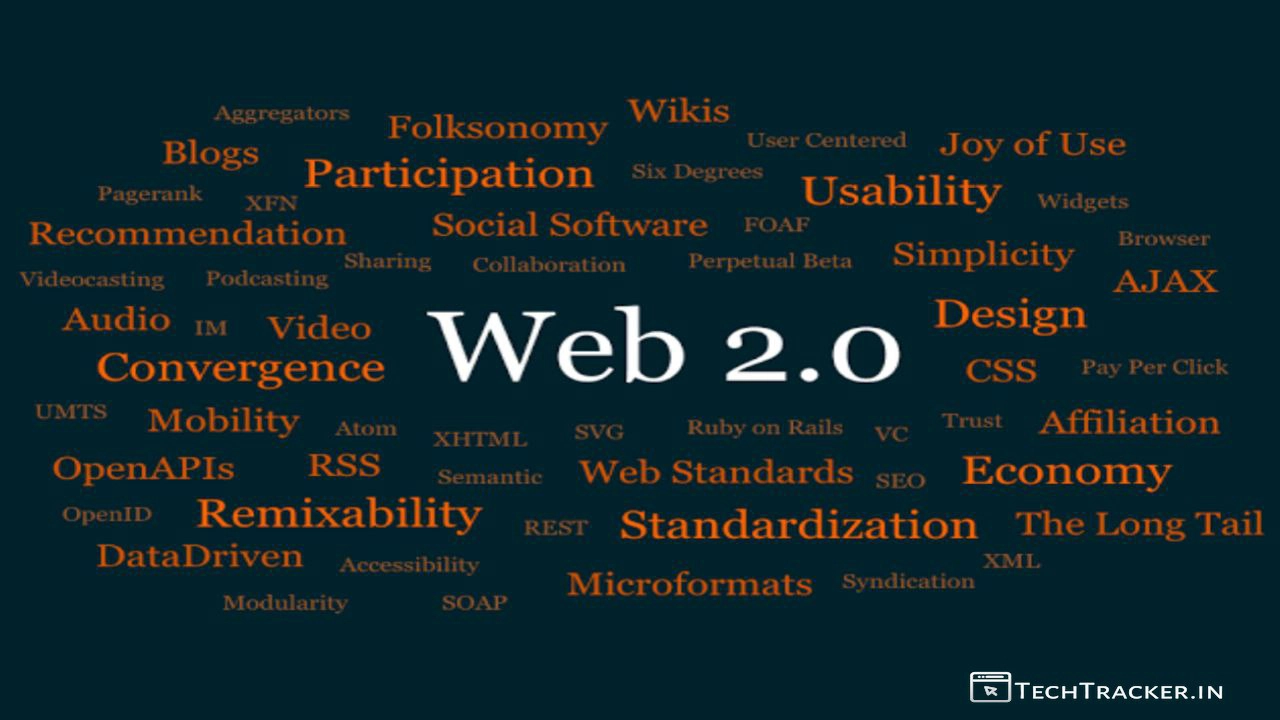 Aggregators Folksonomy Wikis
Blogs Participation Six Degrees User Centered Joy of Use
Pagerank XFN Usability Widgets
Recommendation Social Software FOAF Simplicity Browser
Videocasting Podcasting Sharing Collaboration Perpetual Beta AJAX
Audio IM Video Design
Convergence Web 2.0 CSS Pay Per Click
UMTS Mobility Atom XHTML SVG Ruby on Rails VC Trust Affiliation
OpenAPIs RSS Semantic Web Standards SEO Economy
OpenID Remixability REST Standardization The Long Tail
DataDriven Accessibility Microformats Syndication XML
Modularity SOAP
TECHTRACKER.IN